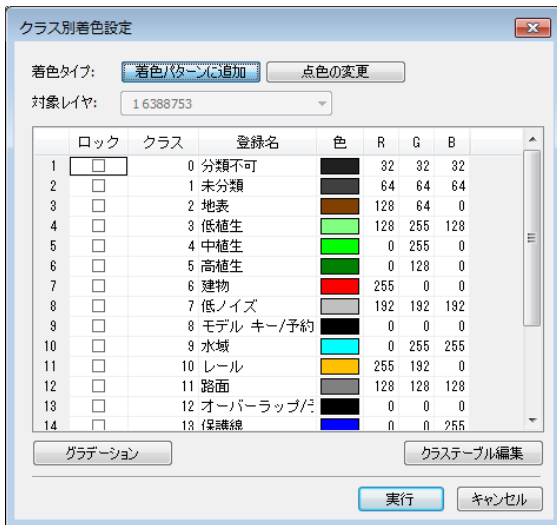 クラス別着色設定
着色タイプ: 着色パターンに追加 点色の変更
対象レイヤ: 1 6388753
ロック クラス 登録名 色 R G B
1 0 分類不可 32 32 32
2 1 未分類 64 64 64
3 2 地表 128 64 0
4 3 低植生 128 255 128
5 4 中植生 0 255 0
6 5 高植生 0 128 0
7 6 建物 255 0 0
8 7 低ノイズ 192 192 192
9 8 モデル キー/予約 0 0 0
10 9 水域 0 255 255
11 10 レール 255 192 0
12 11 路面 128 128 128
13 12 オーバーラップ/ 0 0 0
14 13 保護線 0 0 255
グラデーション クラステーブル編集
実行 キャンセル